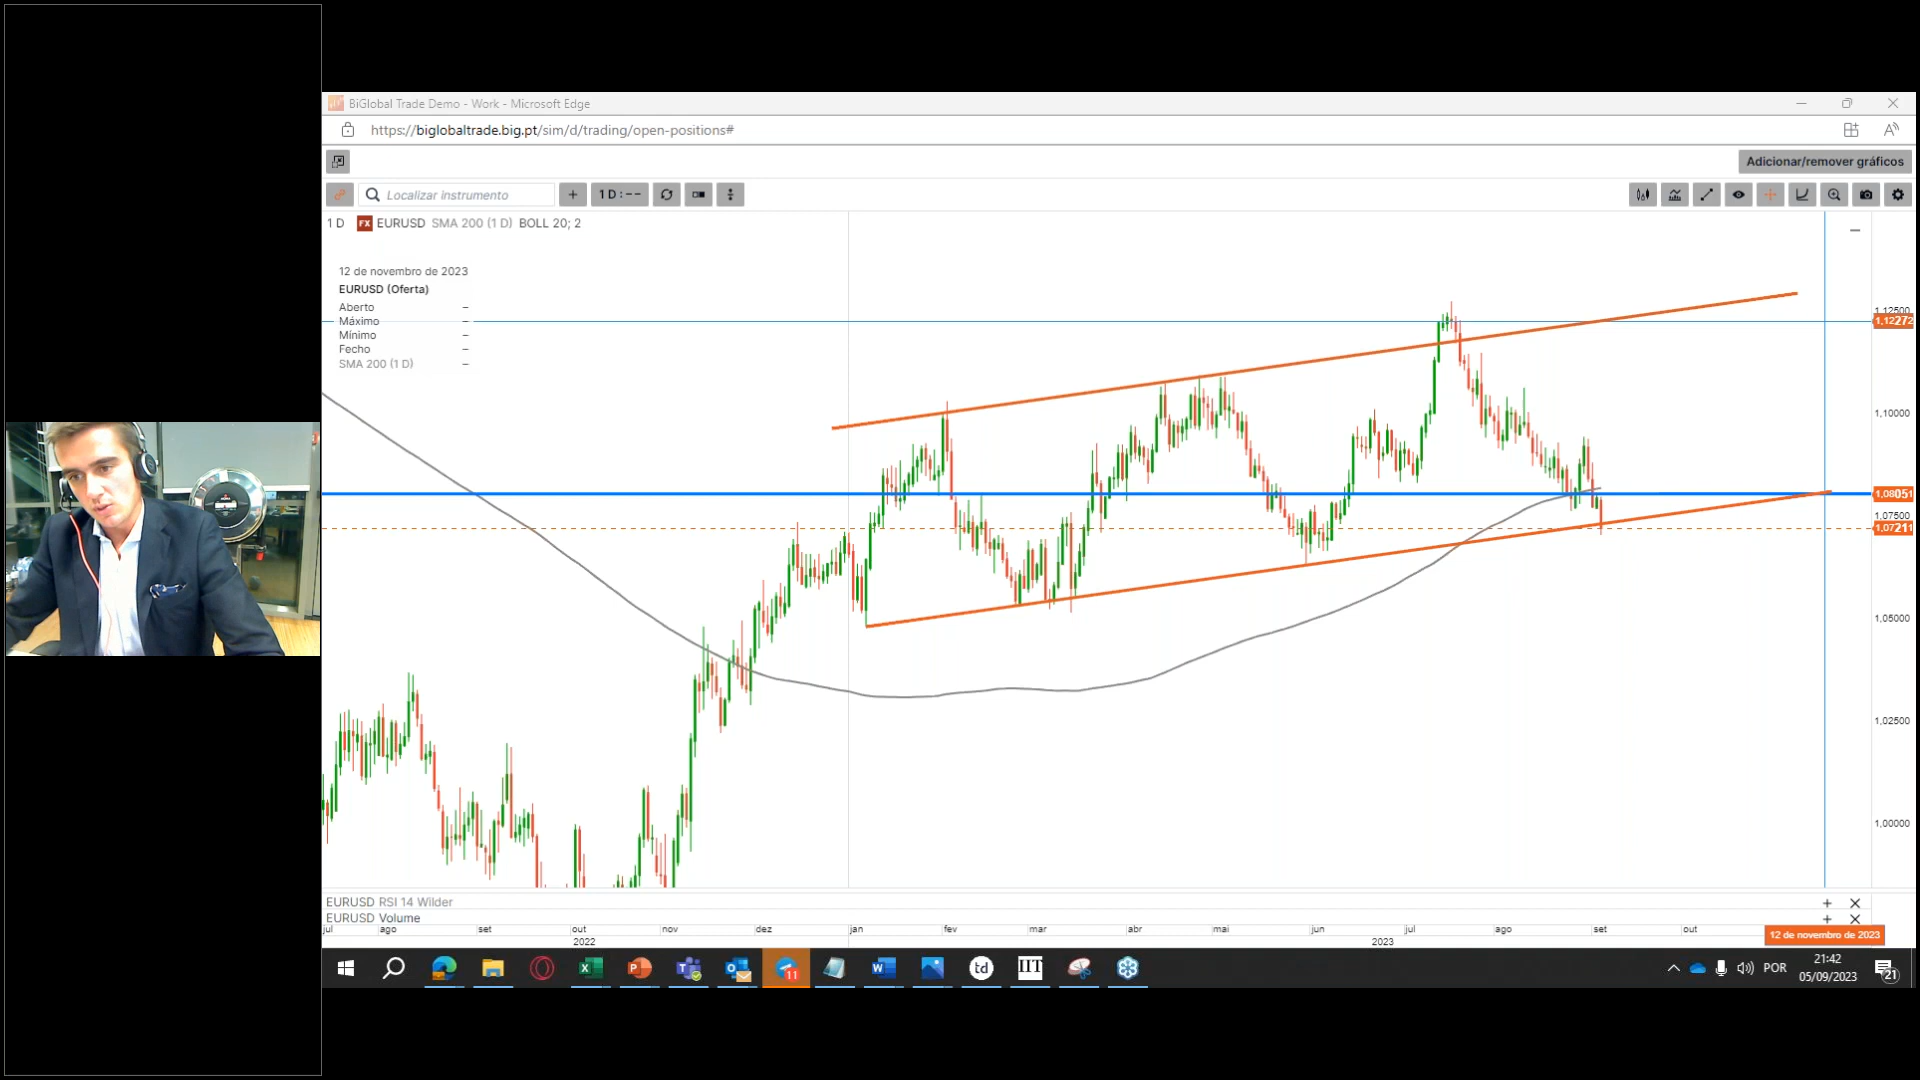 BiGlobal Trade Demo - Work - Microsoft Edge
https://biglobaltrade.big.pt/sim/d/trading/open-positions#
Adicionar/remover gráficos
Localizar instrumento
+ 1 D : --
1 D FX EURUSD SMA 200 (1 D) BOLL 20; 2
12 de novembro de 2023
EURUSD (Oferta)
Aberto –
Máximo –
Mínimo –
Fecho –
SMA 200 (1 D) –
1,12500
1,12272
1,10000
1,08051
1,07500
1,07211
1,05000
1,02500
1,00000
EURUSD RSI 14 Wilder
EURUSD Volume
jul ago set out nov dez jan fev mar abr mai jun jul ago set out
2022 2023
12 de novembro de 2023
11
td
IIT
POR
21:42
05/09/2023
21